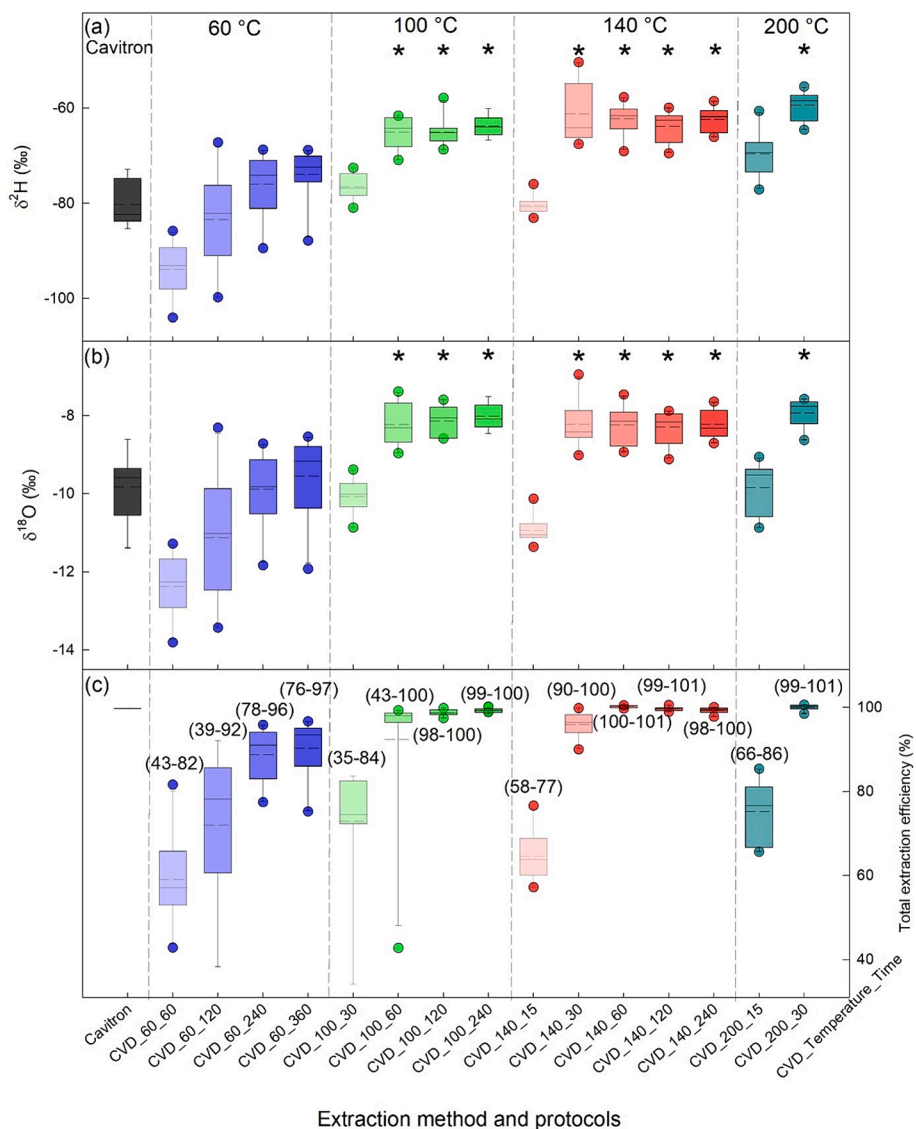 (a)
60 °C
100 °C
140 °C
200 °C
Cavitron
* * * * * * * *
-60
-80
-100
δ²H (‰)
(b)
* * * * * * * *
-8
-10
-12
-14
δ¹⁸O (‰)
(c)
(43-82)
(39-92)
(78-96)
(76-97)
(35-84)
(43-100)
(98-100)
(99-100)
(58-77)
(90-100)
(100-101)
(99-101)
(98-100)
(66-86)
(99-101)
100
80
60
40
Total extraction efficiency (%)
Cavitron
CVD_60_60
CVD_60_120
CVD_60_240
CVD_60_360
CVD_100_30
CVD_100_60
CVD_100_120
CVD_100_240
CVD_140_15
CVD_140_30
CVD_140_60
CVD_140_120
CVD_140_240
CVD_200_15
CVD_200_30
CVD_Temperature_Time
Extraction method and protocols